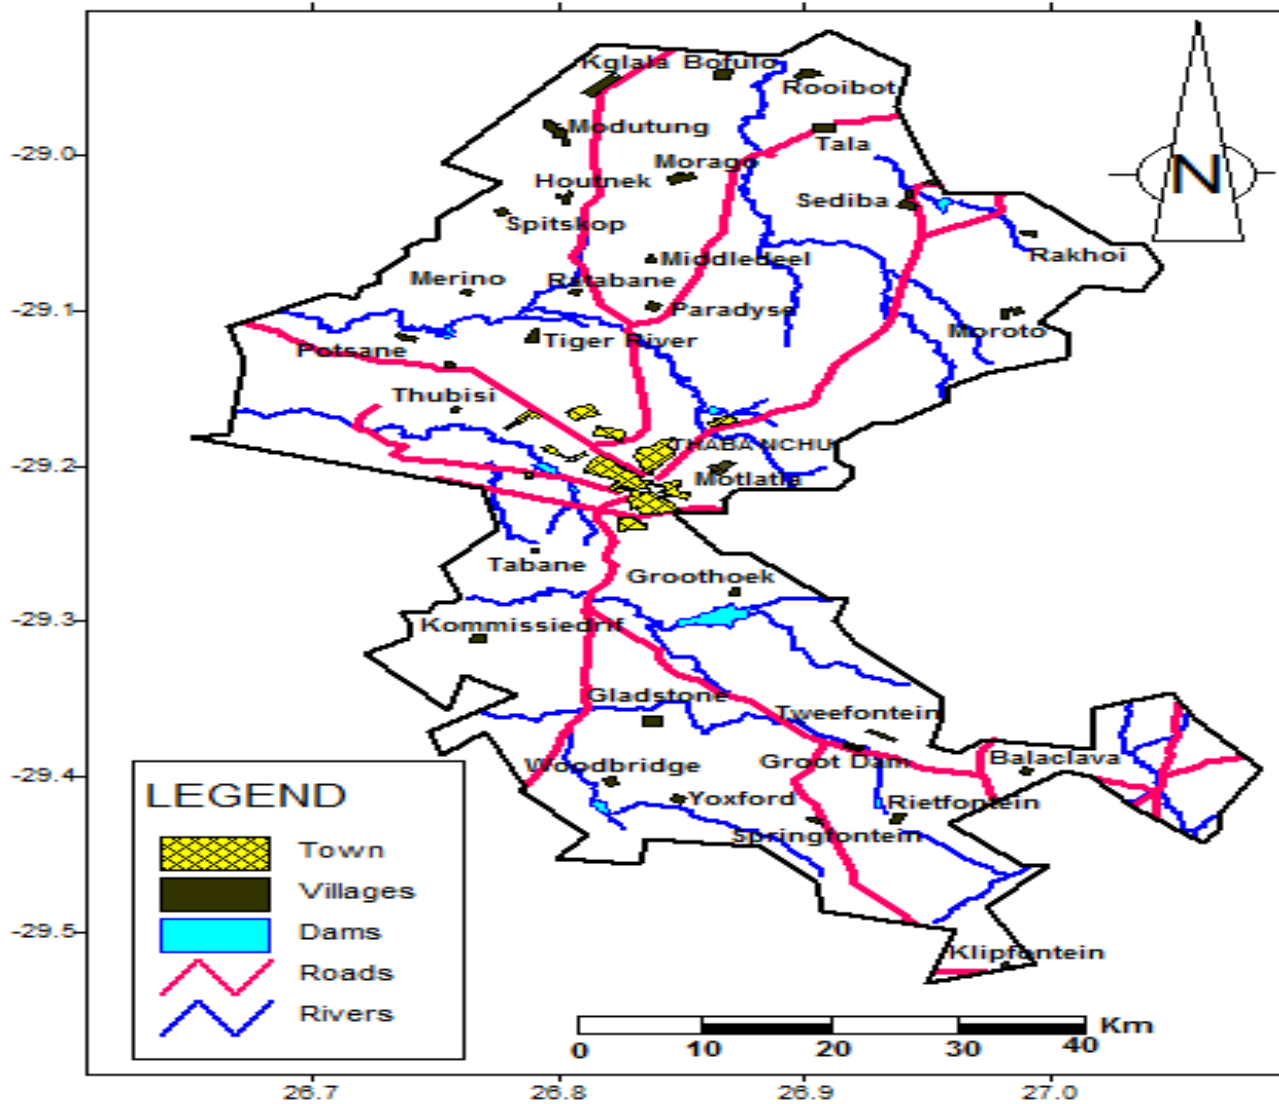 Kglala Bofulo
Rooibot
Modutung
Tala
-29.0
Morago
N
Houtnek
Sediba
Spitskop
Rakhoi
Middledeel
Merino
Ratabane
-29.1
Paradyse
Moroto
Tiger River
Potsane
Thubisi
THABA NCHU
-29.2
Motlatla
Tabane
Groothoek
-29.3
Kommissiedrif
Gladstone
Tweefontein
-29.4
Woodbridge
Groot Dam
Balaclava
Yoxford
Rietfontein
Springfontein
-29.5
Klipfontein
LEGEND
Town
Villages
Dams
Roads
Rivers
Km
0 10 20 30 40
26.7 26.8 26.9 27.0